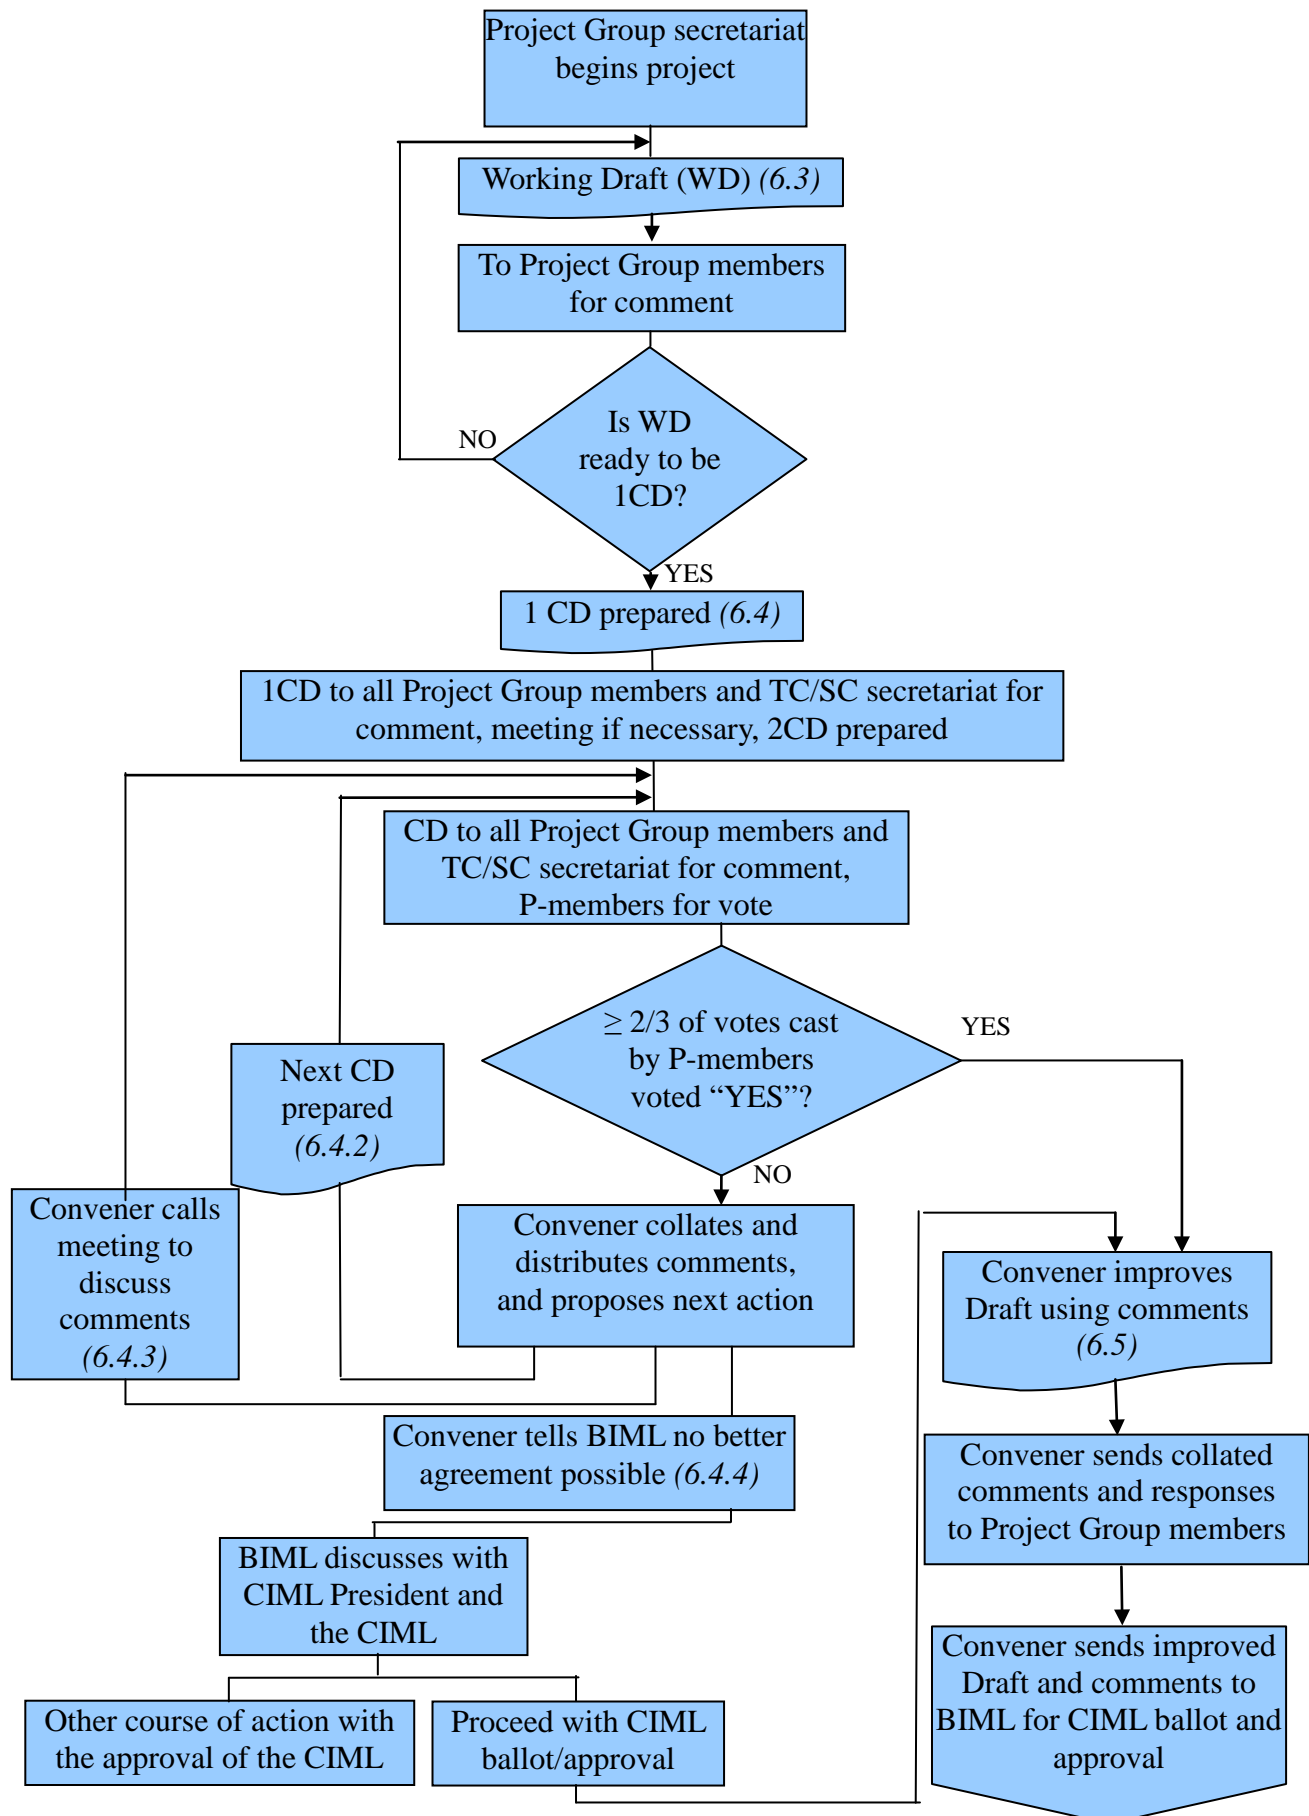 Project Group secretariat
begins project
Working Draft (WD) (6.3)
To Project Group members
for comment
Is WD
ready to be
1CD?
NO
YES
1 CD prepared (6.4)
1CD to all Project Group members and TC/SC secretariat for
comment, meeting if necessary, 2CD prepared
CD to all Project Group members and
TC/SC secretariat for comment,
P-members for vote
≥ 2/3 of votes cast
by P-members
voted “YES”?
YES
NO
Next CD
prepared
(6.4.2)
Convener calls
meeting to
discuss
comments
(6.4.3)
Convener collates and
distributes comments,
and proposes next action
Convener improves
Draft using comments
(6.5)
Convener tells BIML no better
agreement possible (6.4.4)
Convener sends collated
comments and responses
to Project Group members
BIML discusses with
CIML President and
the CIML
Convener sends improved
Draft and comments to
BIML for CIML ballot and
approval
Other course of action with
the approval of the CIML
Proceed with CIML
ballot/approval